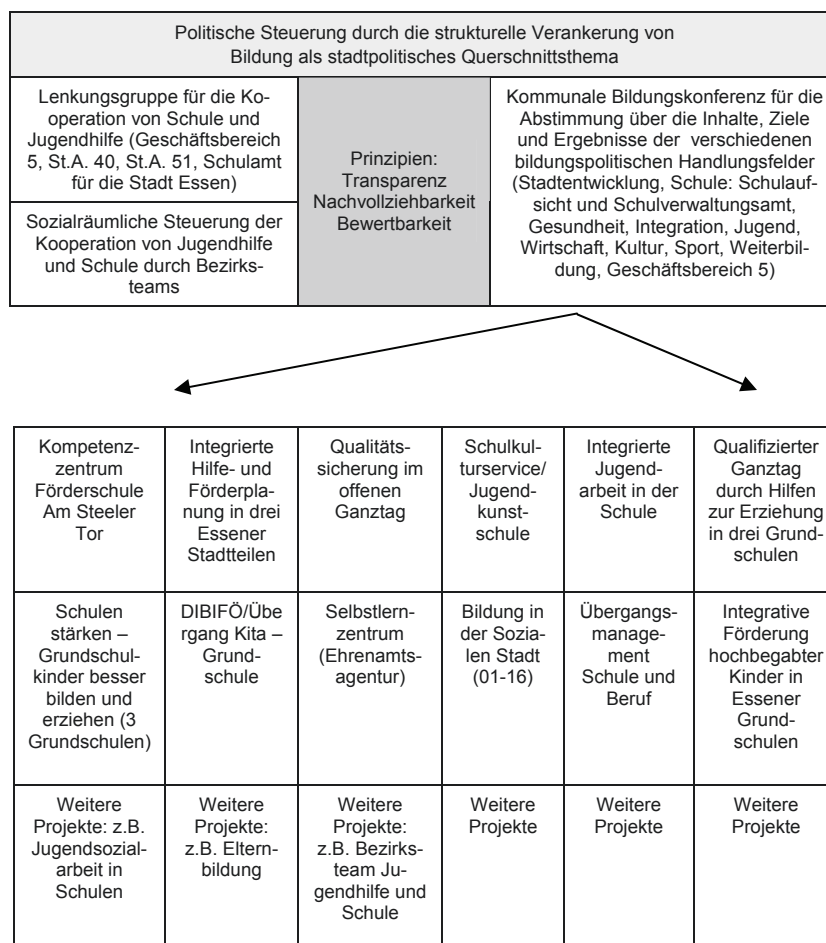 Politische Steuerung durch die strukturelle Verankerung von
Bildung als stadtpolitisches Querschnittsthema
Lenkungsgruppe für die Ko-
operation von Schule und
Jugendhilfe (Geschäftsbereich
5, St.A. 40, St.A. 51, Schulamt
für die Stadt Essen)
Sozialräumliche Steuerung der
Kooperation von Jugendhilfe
und Schule durch Bezirks-
teams
Prinzipien:
Transparenz
Nachvollziehbarkeit
Bewertbarkeit
Kommunale Bildungskonferenz für die
Abstimmung über die Inhalte, Ziele
und Ergebnisse der verschiedenen
bildungspolitischen Handlungsfelder
(Stadtentwicklung, Schule: Schulauf-
sicht und Schulverwaltungsamt,
Gesundheit, Integration, Jugend,
Wirtschaft, Kultur, Sport, Weiterbil-
dung, Geschäftsbereich 5)
Kompetenz-
zentrum
Förderschule
Am Steeler
Tor
Integrierte
Hilfe- und
Förderpla-
nung in drei
Essener
Stadtteilen
Qualitäts-
sicherung im
offenen
Ganztag
Schulkul-
turservice/
Jugend-
kunst-
schule
Integrierte
Jugend-
arbeit in der
Schule
Qualifizierter
Ganztag
durch Hilfen
zur Erziehung
in drei Grund-
schulen
Schulen
stärken –
Grundschul-
kinder besser
bilden und
erziehen (3
Grundschulen)
DIBIFÖ/Übe
rgang Kita –
Grund-
schule
Selbstlern-
zentrum
(Ehrenamts-
agentur)
Bildung in
der Sozia-
len Stadt
(01-16)
Übergangs-
manage-
ment
Schule und
Beruf
Integrative
Förderung
hochbegabter
Kinder in
Essener
Grund-
schulen
Weitere
Projekte: z.B.
Jugendsozial-
arbeit in
Schulen
Weitere
Projekte:
z.B. Eltern-
bildung
Weitere
Projekte:
z.B. Bezirks-
team Ju-
gendhilfe und
Schule
Weitere
Projekte
Weitere
Projekte
Weitere
Projekte